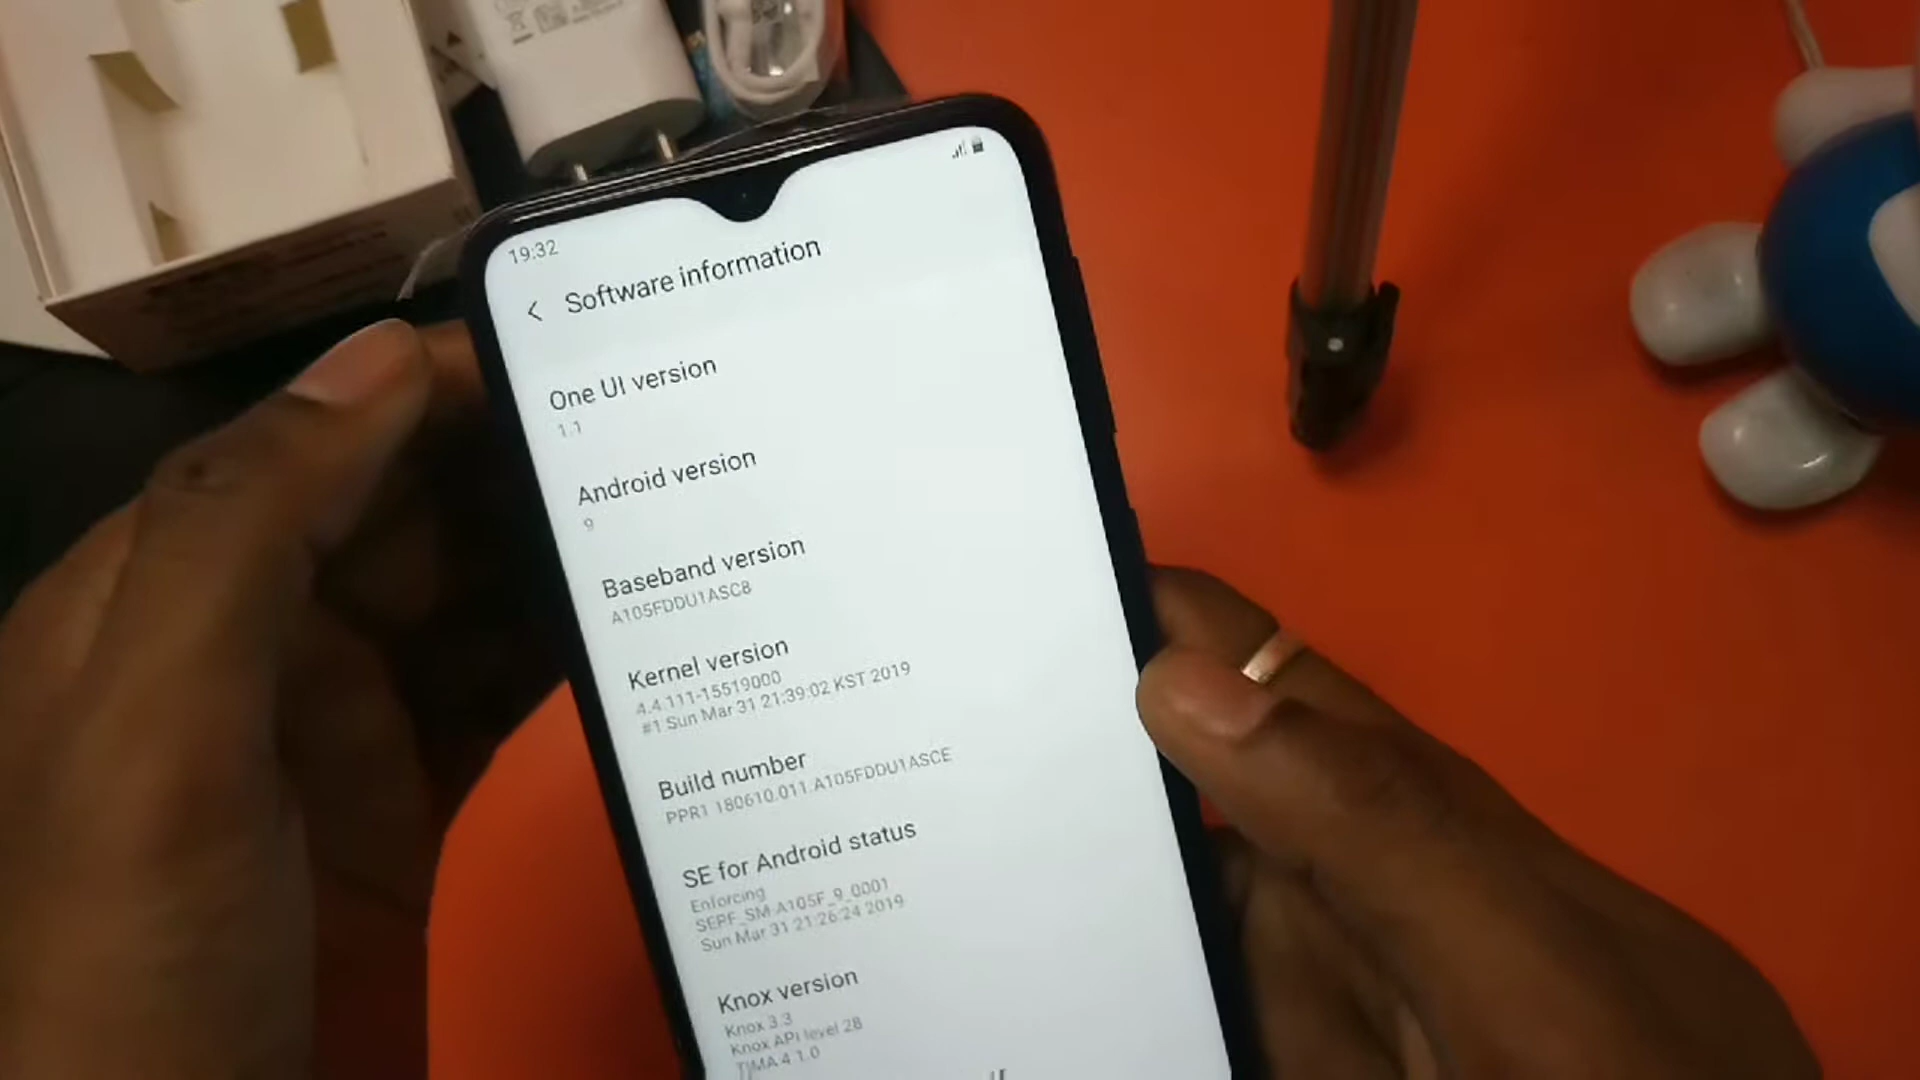 19:32
< Software information
One UI version
1.1
Android version
9
Baseband version
A105FDDU1ASC8
Kernel version
4.4.111-15519000
#1 Sun Mar 31 21:39:02 KST 2019
Build number
PPR1.180610.011.A105FDDU1ASCE
SE for Android status
Enforcing
SEPF_SM-A105F_9_0001
Sun Mar 31 21:26:24 2019
Knox version
Knox 3.3
Knox API level 28
TIMA 4.1.0